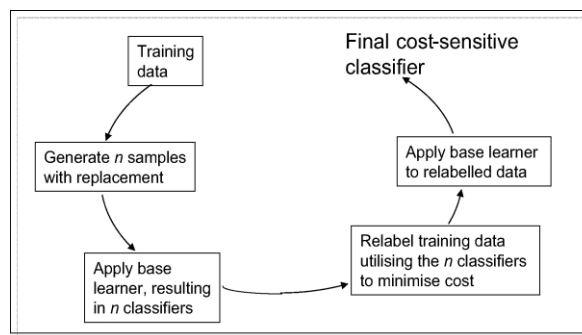 Training
data
Generate n samples
with replacement
Apply base
learner, resulting
in n classifiers
Relabel training data
utilising the n classifiers
to minimise cost
Apply base learner
to relabelled data
Final cost-sensitive
classifier